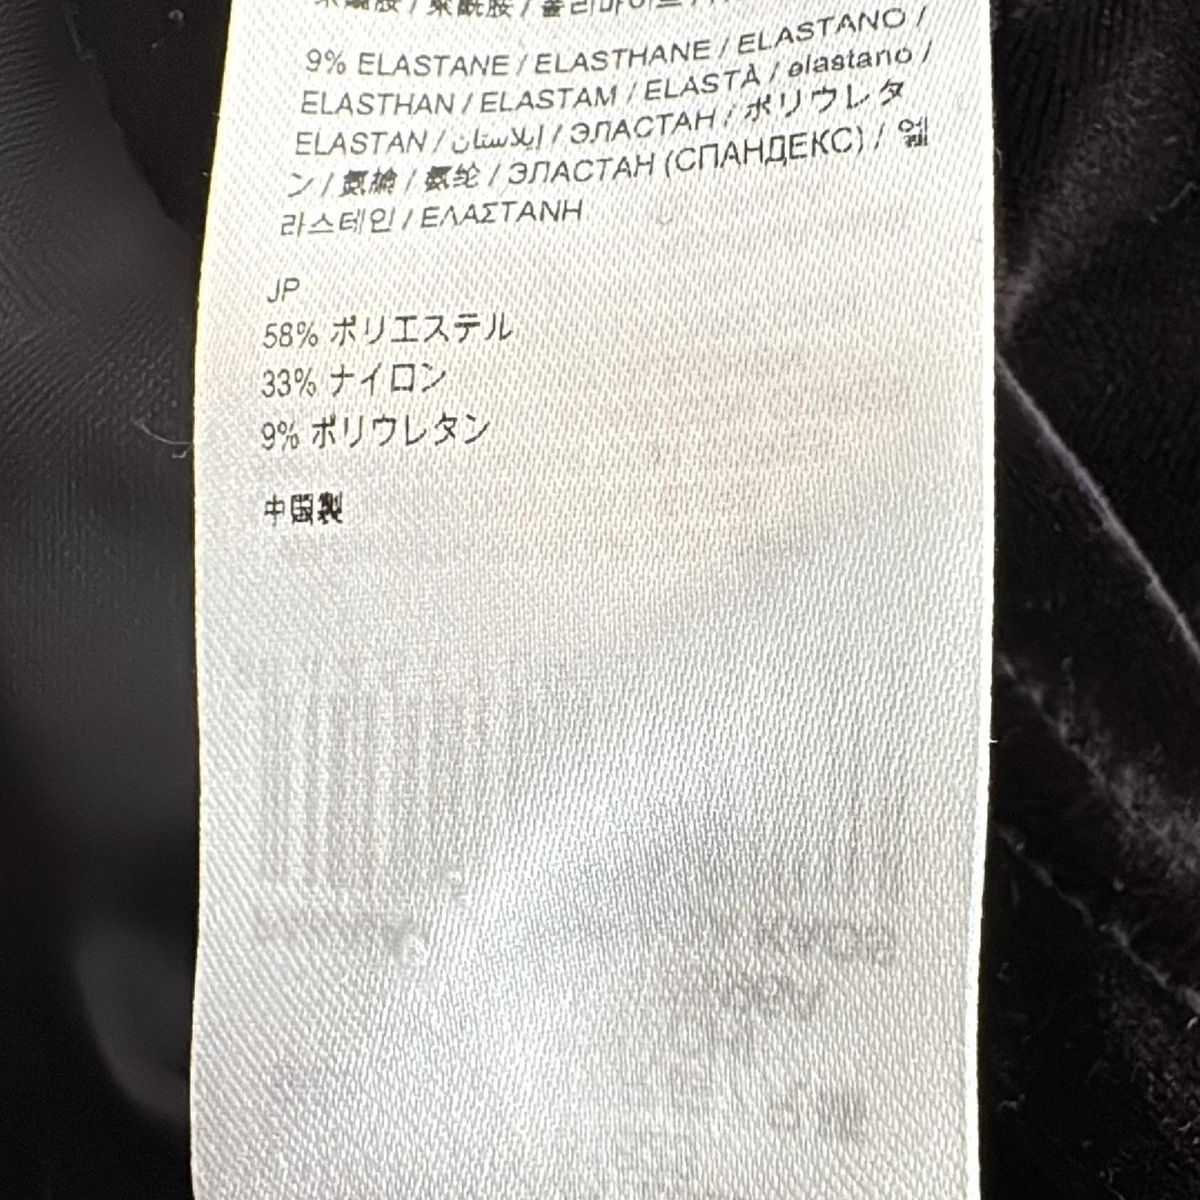 9% ELASTANE / ELASTHANE / ELASTANO /
ELASTHAN / ELASTAM / ELASTA / elastano /
ELASTAN / إيلاستان / ЭЛАСТАН / ポリウレタ
ン / 氨綸 / 氨纶 / ЭЛАСТАН (СПАНДЕКС) / 엘
라스테인 / ΕΛΑΣΤΑΝΗ
JP
58% ポリエステル
33% ナイロン
9% ポリウレタン
中国製